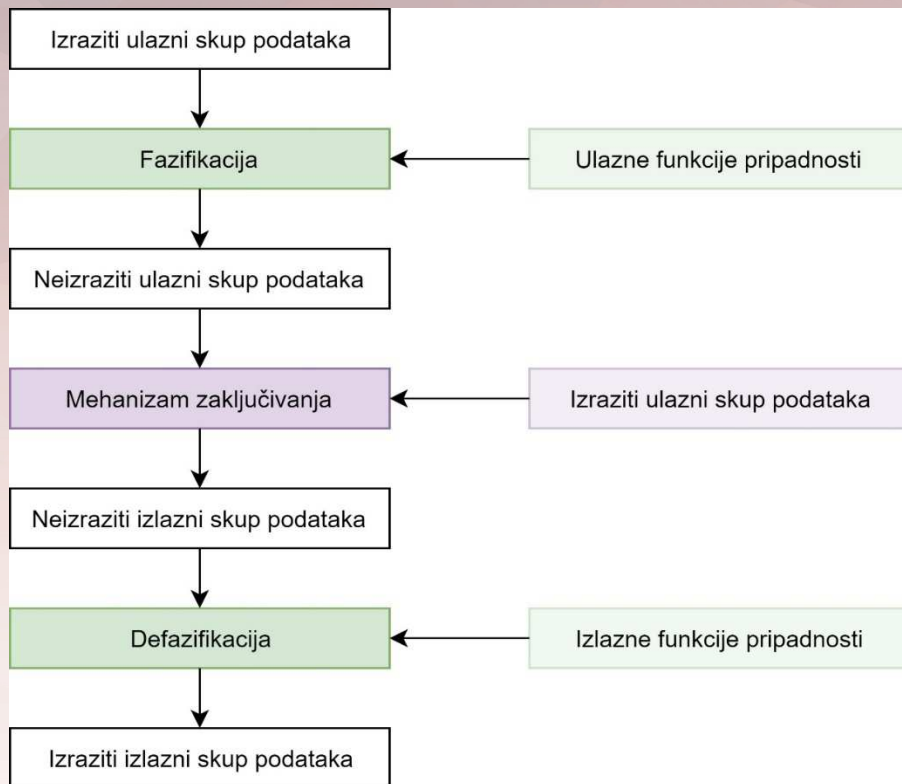 Izraziti ulazni skup podataka
Fazifikacija
Ulazne funkcije pripadnosti
Neizraziti ulazni skup podataka
Mehanizam zaključivanja
Izraziti ulazni skup podataka
Neizraziti izlazni skup podataka
Defazifikacija
Izlazne funkcije pripadnosti
Izraziti izlazni skup podataka